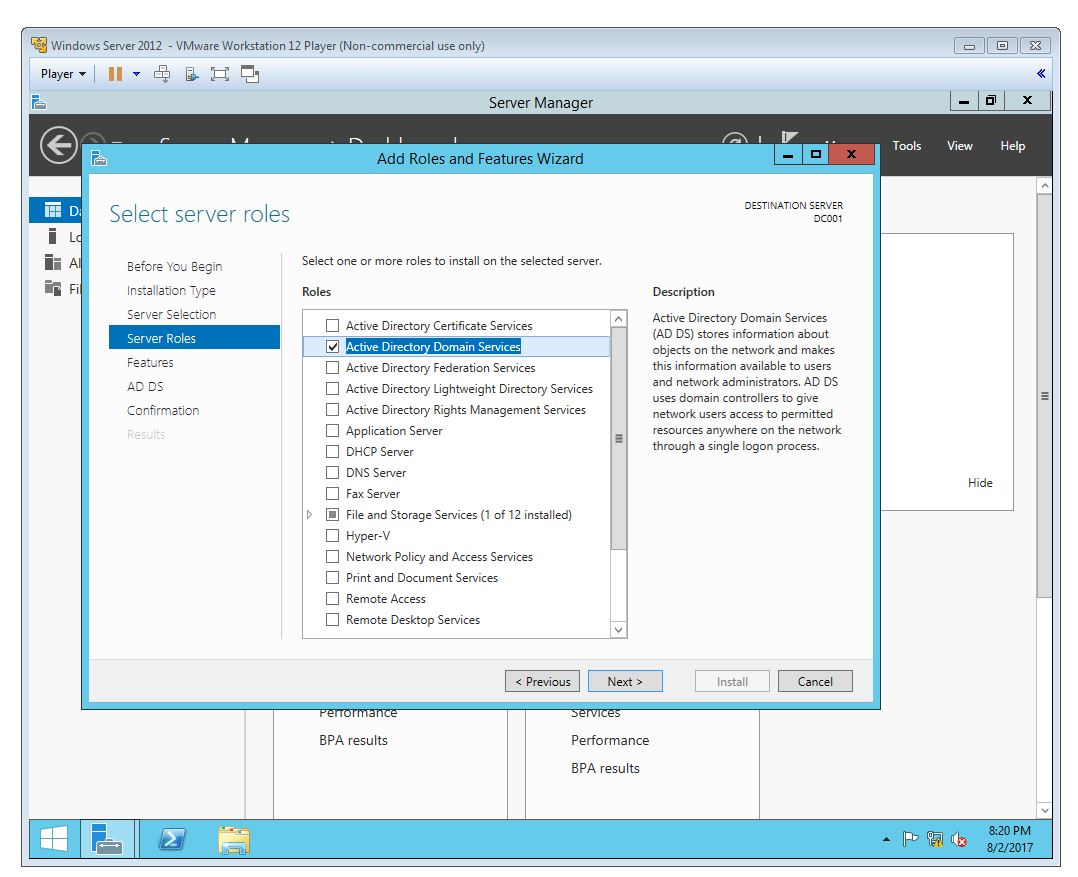 Windows Server 2012 - VMware Workstation 12 Player (Non-commercial use only)
Player
Server Manager
Tools View Help
Add Roles and Features Wizard
Select server roles
DESTINATION SERVER
DC001
Before You Begin
Installation Type
Server Selection
Server Roles
Features
AD DS
Confirmation
Results
Select one or more roles to install on the selected server.
Roles
Active Directory Certificate Services
Active Directory Domain Services
Active Directory Federation Services
Active Directory Lightweight Directory Services
Active Directory Rights Management Services
Application Server
DHCP Server
DNS Server
Fax Server
File and Storage Services (1 of 12 installed)
Hyper-V
Network Policy and Access Services
Print and Document Services
Remote Access
Remote Desktop Services
Description
Active Directory Domain Services
(AD DS) stores information about
objects on the network and makes
this information available to users
and network administrators. AD DS
uses domain controllers to give
network users access to permitted
resources anywhere on the network
through a single logon process.
Hide
< Previous
Next >
Install
Cancel
Performance
BPA results
Services
Performance
BPA results
8:20 PM
8/2/2017